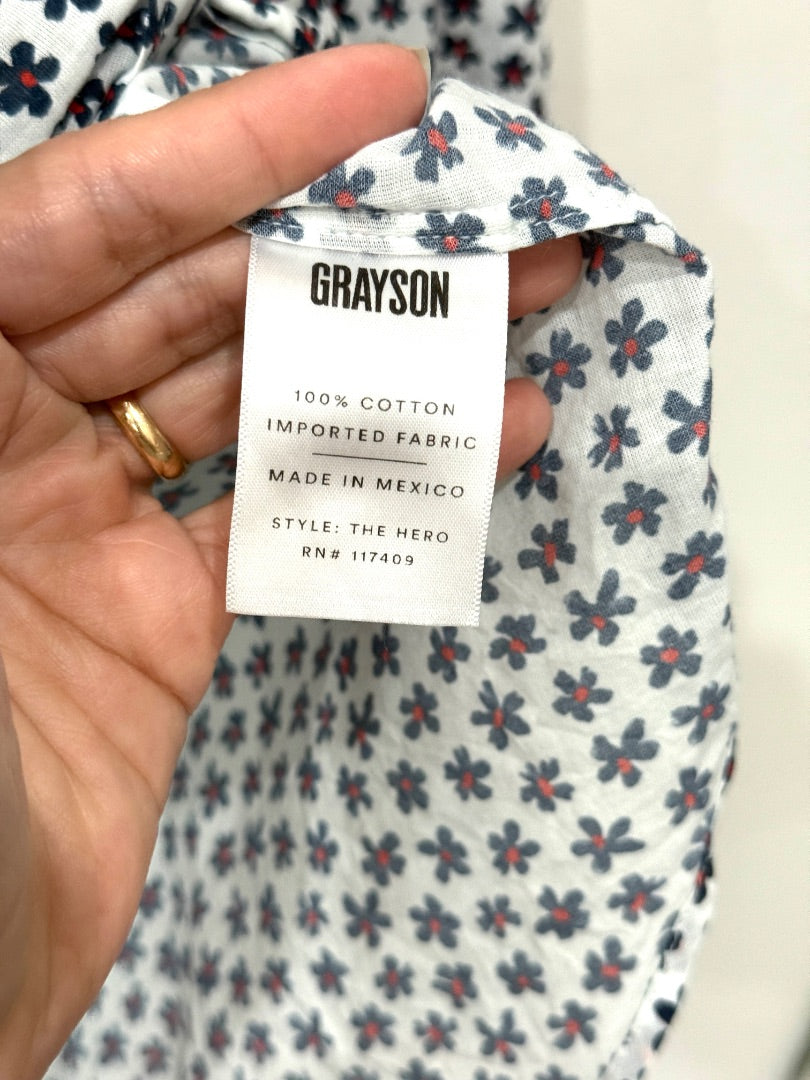 GRAYSON
100% COTTON
IMPORTED FABRIC
MADE IN MEXICO
STYLE: THE HERO
RN# 117409